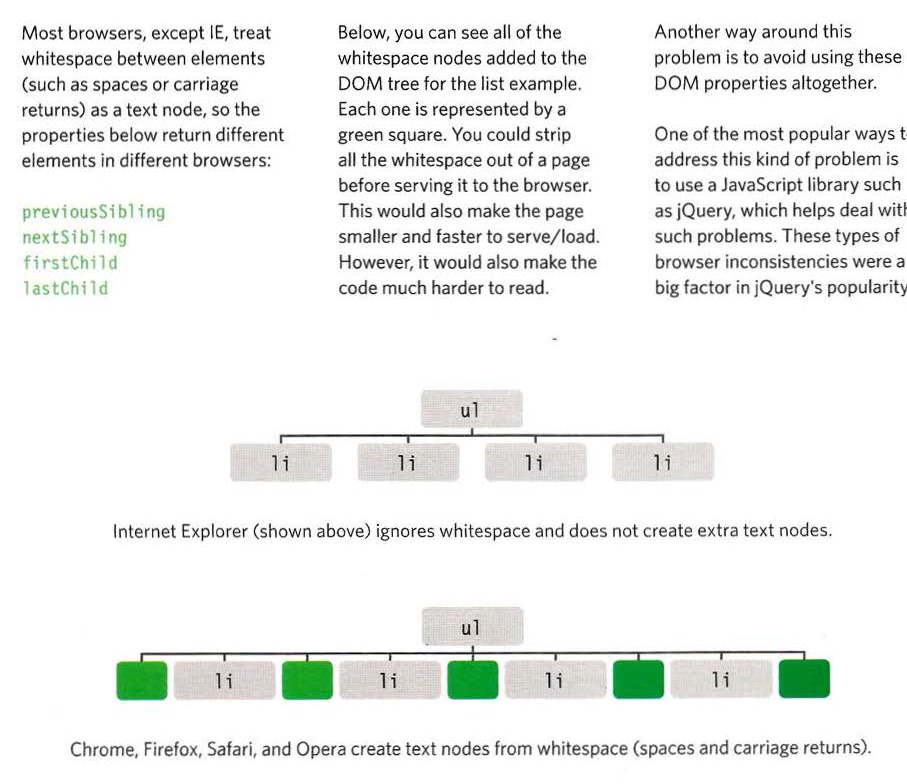 Most browsers, except IE, treat
whitespace between elements
(such as spaces or carriage
returns) as a text node, so the
properties below return different
elements in different browsers:
previousSibling
nextSibling
firstChild
lastChild
Below, you can see all of the
whitespace nodes added to the
DOM tree for the list example.
Each one is represented by a
green square. You could strip
all the whitespace out of a page
before serving it to the browser.
This would also make the page
smaller and faster to serve/load.
However, it would also make the
code much harder to read.
Another way around this
problem is to avoid using these
DOM properties altogether.
One of the most popular ways t
address this kind of problem is
to use a JavaScript library such
as jQuery, which helps deal with
such problems. These types of
browser inconsistencies were a
big factor in jQuery's popularity
ul
li li li li
Internet Explorer (shown above) ignores whitespace and does not create extra text nodes.
ul
li li li li
Chrome, Firefox, Safari, and Opera create text nodes from whitespace (spaces and carriage returns).